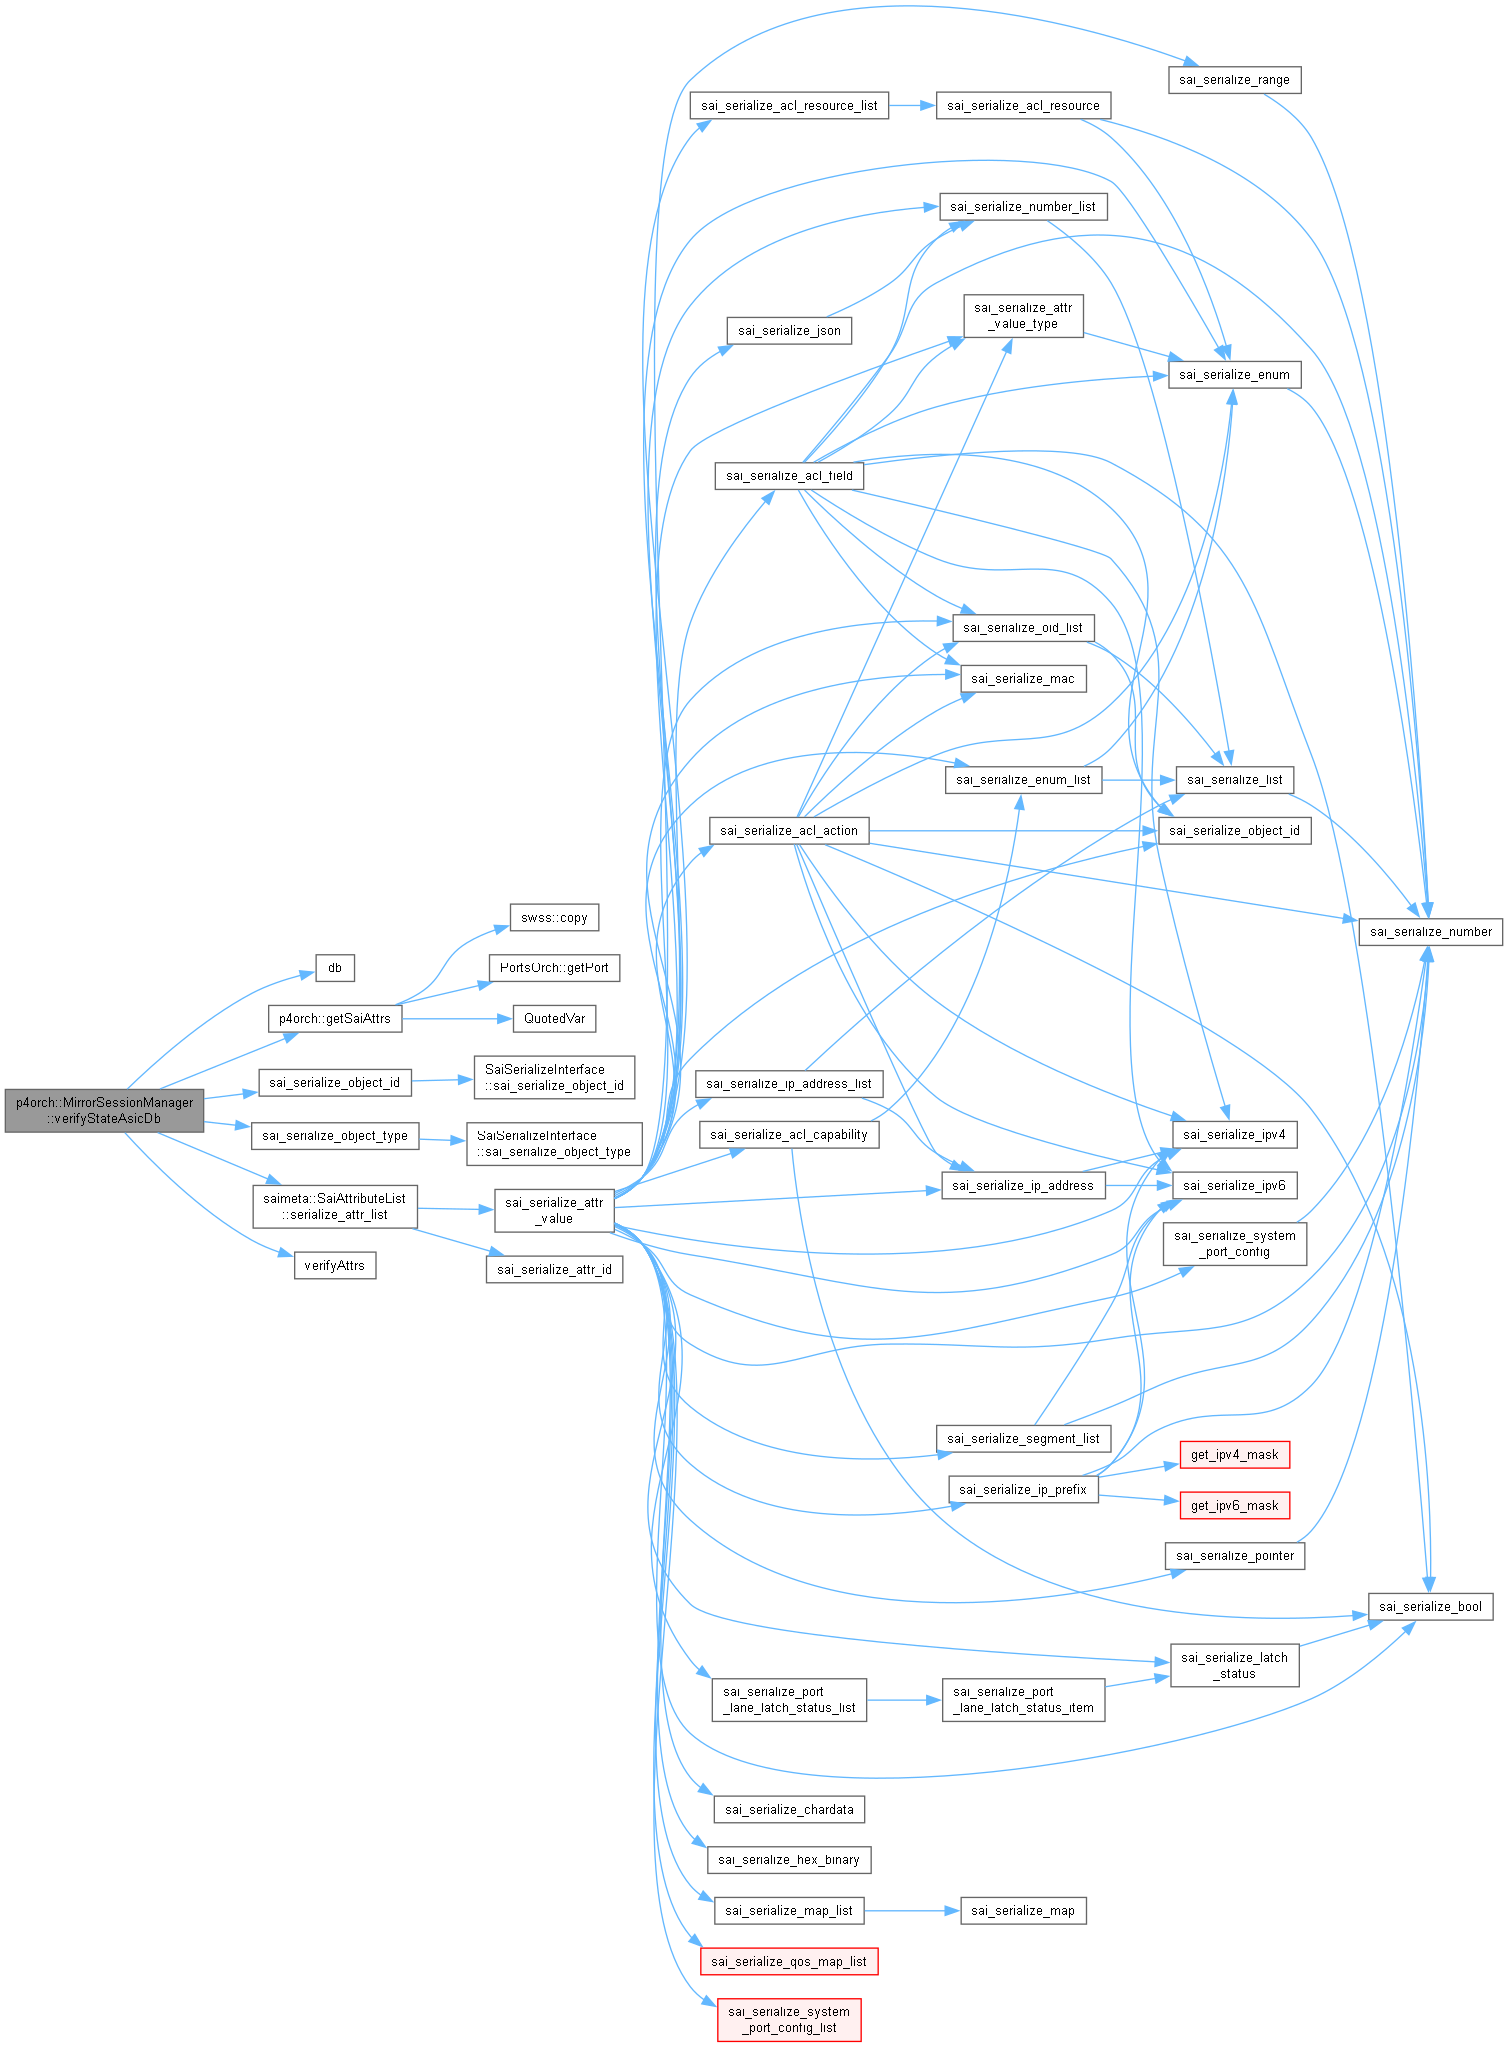 p4orch::MirrorSessionManager
::verifyStateAsicDb
db
p4orch::getSaiAttrs
swss::copy
PortsOrch::getPort
QuotedVar
sai_serialize_object_id
SaiSerializeInterface
::sai_serialize_object_id
sai_serialize_object_type
SaiSerializeInterface
::sai_serialize_object_type
saimeta::SaiAttributeList
::serialize_attr_list
verifyAttrs
sai_serialize_attr
_value
sai_serialize_attr_id
sai_serialize_range
sai_serialize_acl_resource_list
sai_serialize_acl_resource
sai_serialize_number_list
sai_serialize_json
sai_serialize_attr
_value_type
sai_serialize_enum
sai_serialize_acl_field
sai_serialize_oid_list
sai_serialize_mac
sai_serialize_enum_list
sai_serialize_list
sai_serialize_acl_action
sai_serialize_object_id
sai_serialize_number
sai_serialize_ip_address_list
sai_serialize_acl_capability
sai_serialize_ipv4
sai_serialize_ip_address
sai_serialize_ipv6
sai_serialize_system
_port_config
sai_serialize_segment_list
get_ipv4_mask
sai_serialize_ip_prefix
get_ipv6_mask
sai_serialize_pointer
sai_serialize_bool
sai_serialize_latch
_status
sai_serialize_port
_lane_latch_status_list
sai_serialize_port
_lane_latch_status_item
sai_serialize_chardata
sai_serialize_hex_binary
sai_serialize_map_list
sai_serialize_map
sai_serialize_qos_map_list
sai_serialize_system
_port_config_list